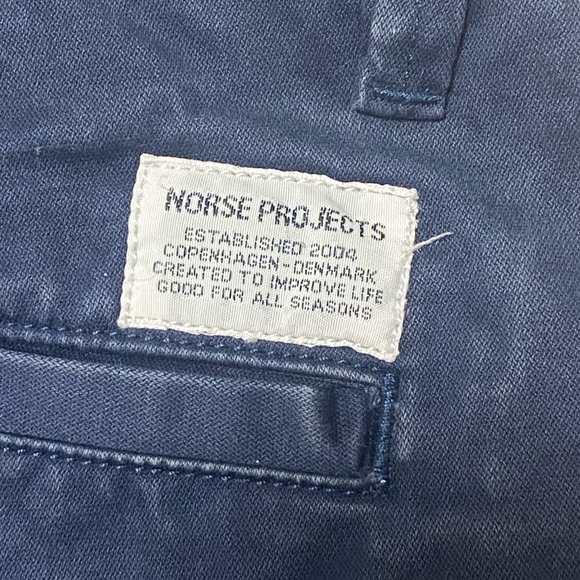 NORSE PROJECTS
ESTABLISHED 2004
COPENHAGEN-DENMARK
CREATED TO IMPROVE LIFE
GOOD FOR ALL SEASONS